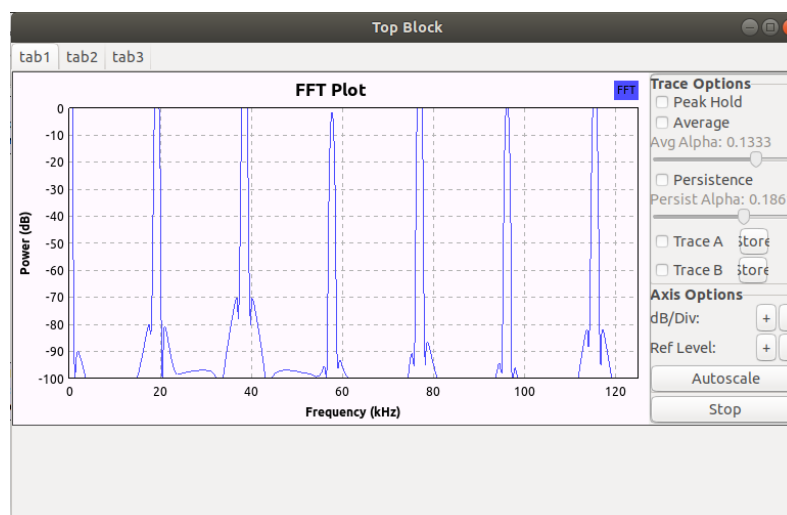 Top Block
tab1 tab2 tab3
FFT Plot
FFT
Power (dB)
0
-10
-20
-30
-40
-50
-60
-70
-80
-90
-100
0 20 40 60 80 100 120
Frequency (kHz)
Trace Options
Peak Hold
Average
Avg Alpha: 0.1333
Persistence
Persist Alpha: 0.186
Trace A Store
Trace B Store
Axis Options
dB/Div: +
Ref Level: +
Autoscale
Stop